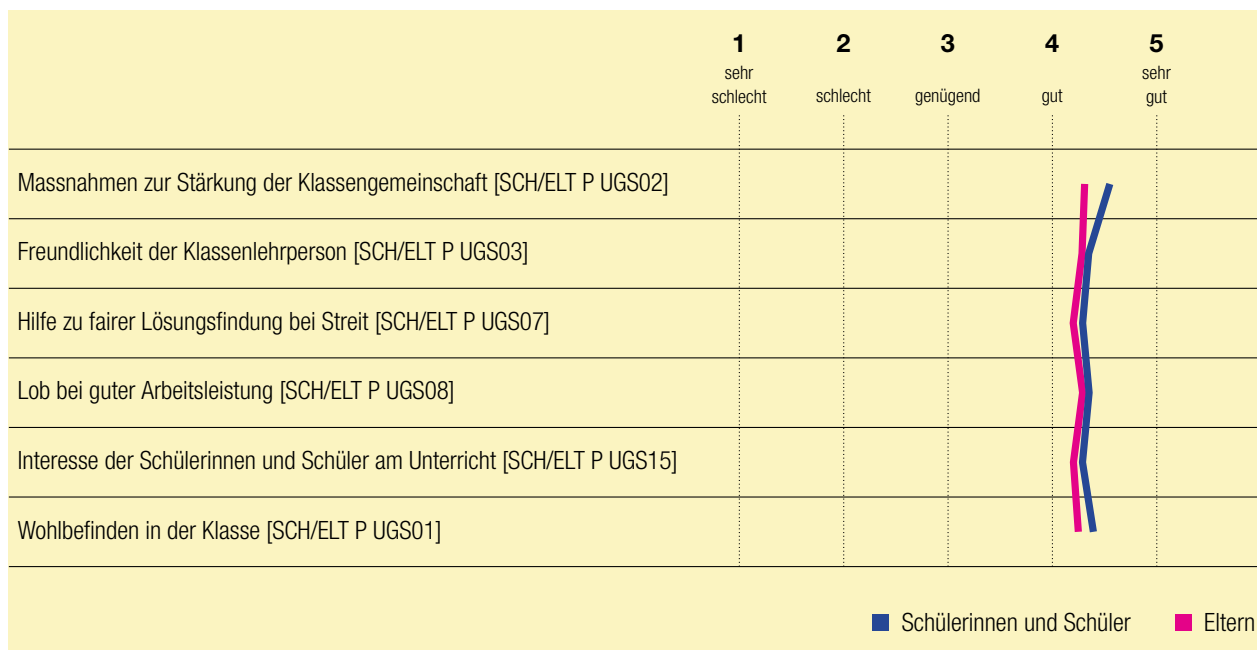 1 2 3 4 5
sehr schlecht schlecht genügend gut sehr gut
Massnahmen zur Stärkung der Klassengemeinschaft [SCH/ELT P UGS02]
Freundlichkeit der Klassenlehrperson [SCH/ELT P UGS03]
Hilfe zu fairer Lösungsfindung bei Streit [SCH/ELT P UGS07]
Lob bei guter Arbeitsleistung [SCH/ELT P UGS08]
Interesse der Schülerinnen und Schüler am Unterricht [SCH/ELT P UGS15]
Wohlbefinden in der Klasse [SCH/ELT P UGS01]
Schülerinnen und Schüler Eltern